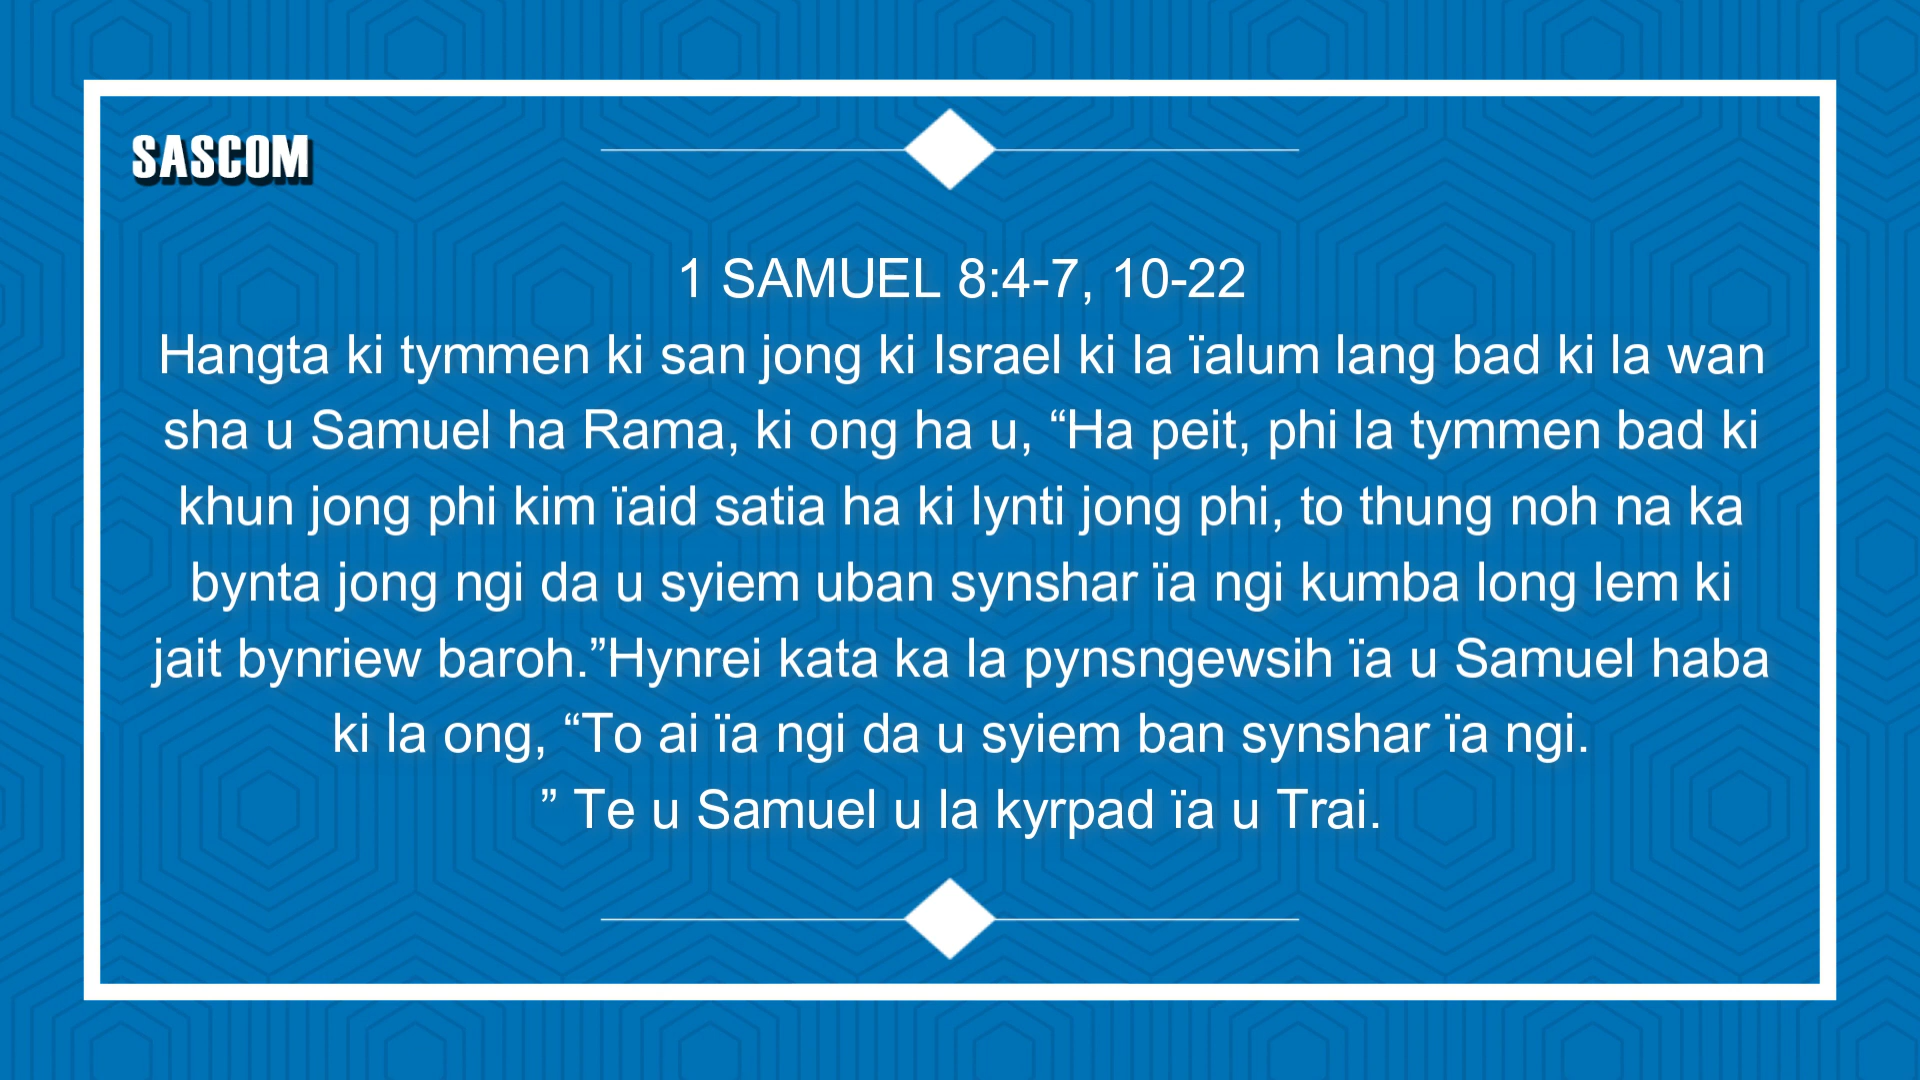 SASCOM
1 SAMUEL 8:4-7, 10-22
Hangta ki tymmen ki san jong ki Israel ki la ïalum lang bad ki la wan
sha u Samuel ha Rama, ki ong ha u, “Ha peit, phi la tymmen bad ki
khun jong phi kim ïaid satia ha ki lynti jong phi, to thung noh na ka
bynta jong ngi da u syiem uban synshar ïa ngi kumba long lem ki
jait bynriew baroh.”Hynrei kata ka la pynsngewsih ïa u Samuel haba
ki la ong, “To ai ïa ngi da u syiem ban synshar ïa ngi.
” Te u Samuel u la kyrpad ïa u Trai.